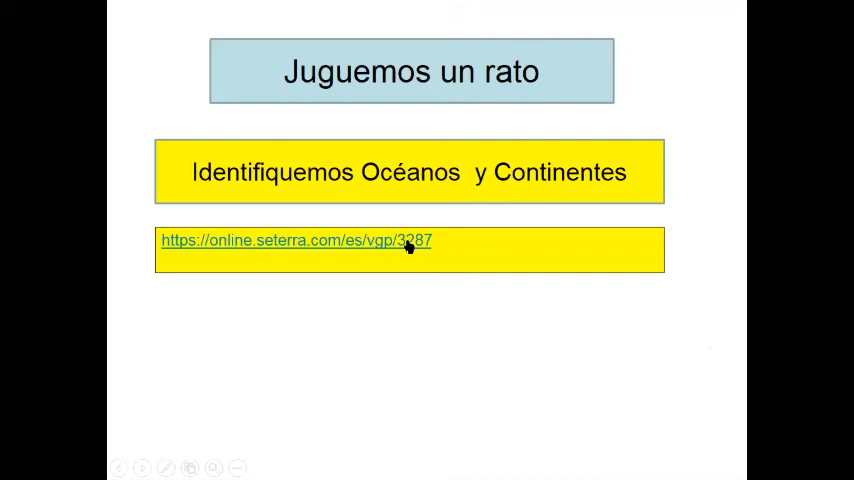 Juguemos un rato
Identifiquemos Océanos y Continentes
https://online.seterra.com/es/vgp/3287